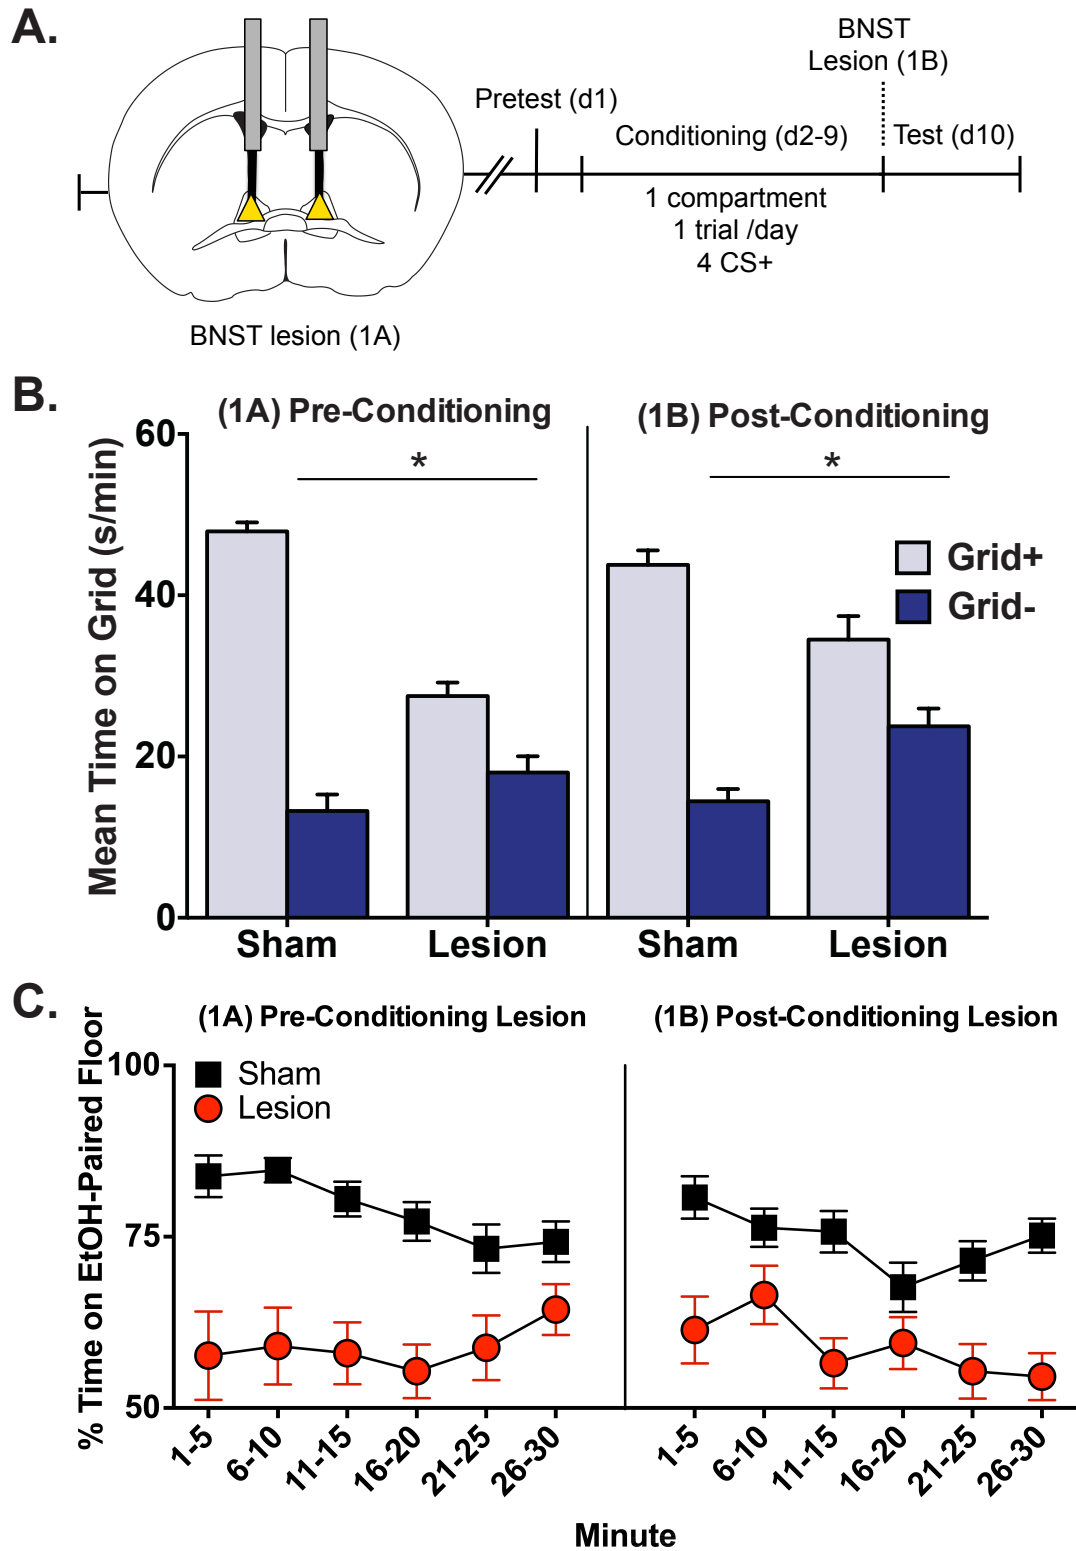 A.
BNST
Lesion (1B)
Pretest (d1)
Conditioning (d2-9)
Test (d10)
1 compartment
1 trial /day
4 CS+
BNST lesion (1A)
B.
(1A) Pre-Conditioning
(1B) Post-Conditioning
*
*
Mean Time on Grid (s/min)
60
40
20
0
Grid+
Grid-
Sham
Lesion
Sham
Lesion
C.
(1A) Pre-Conditioning Lesion
(1B) Post-Conditioning Lesion
% Time on EtOH-Paired Floor
100
75
50
Sham
Lesion
1-5
6-10
11-15
16-20
21-25
26-30
1-5
6-10
11-15
16-20
21-25
26-30
Minute